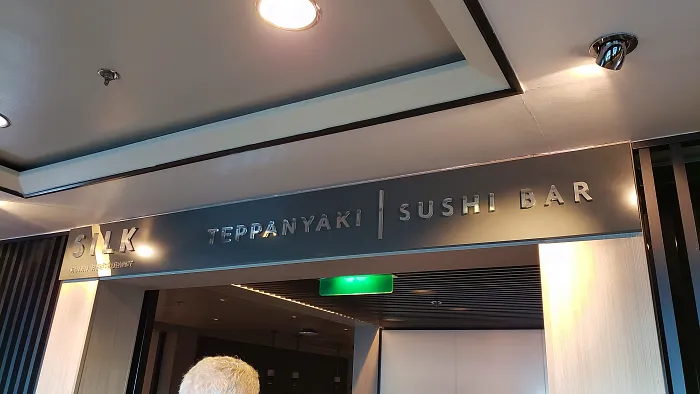 SILK
TEPPANYAKI | SUSHI BAR